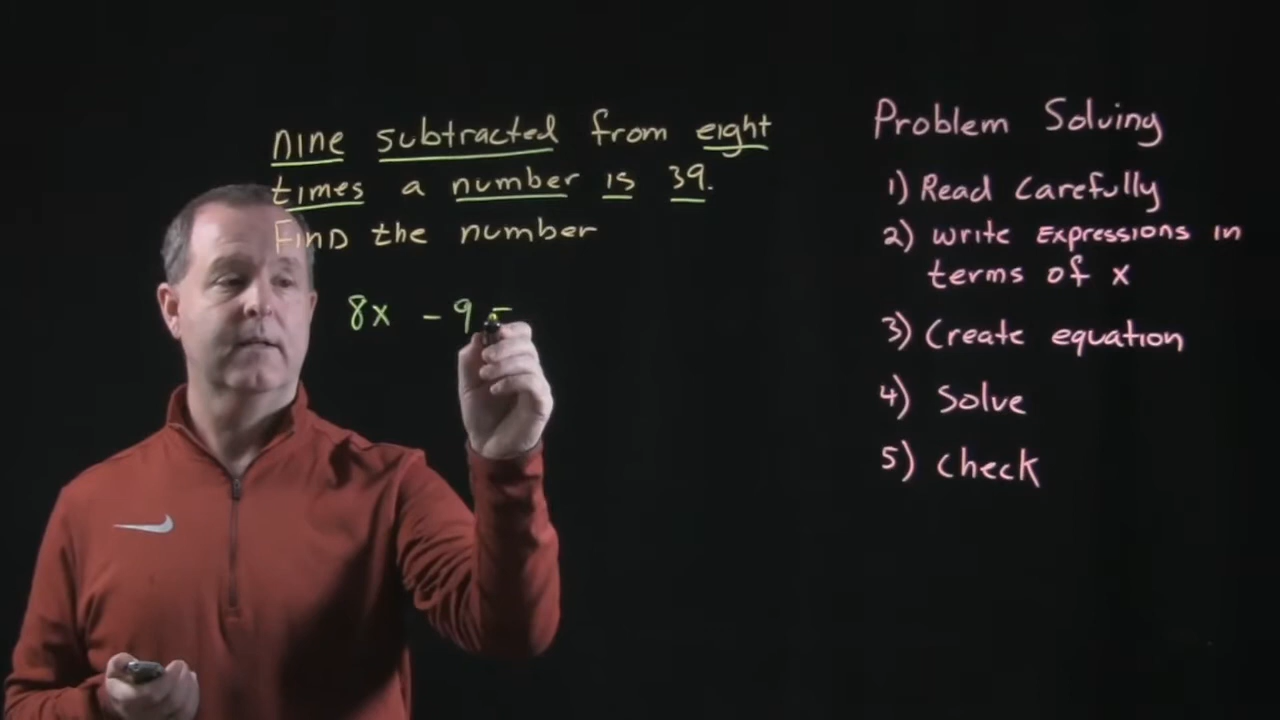 Nine subtracted from eight
times a number is 39.
Find the number
8x - 9
Problem Solving
1) Read Carefully
2) Write Expressions in
terms of x
3) Create equation
4) Solve
5) Check